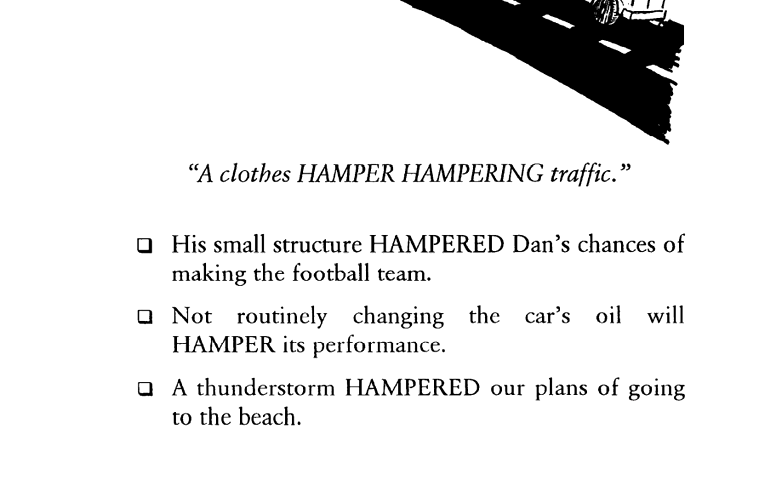 “A clothes HAMPER HAMPERING traffic.”
❑ His small structure HAMPERED Dan’s chances of
making the football team.
❑ Not routinely changing the car’s oil will
HAMPER its performance.
❑ A thunderstorm HAMPERED our plans of going
to the beach.